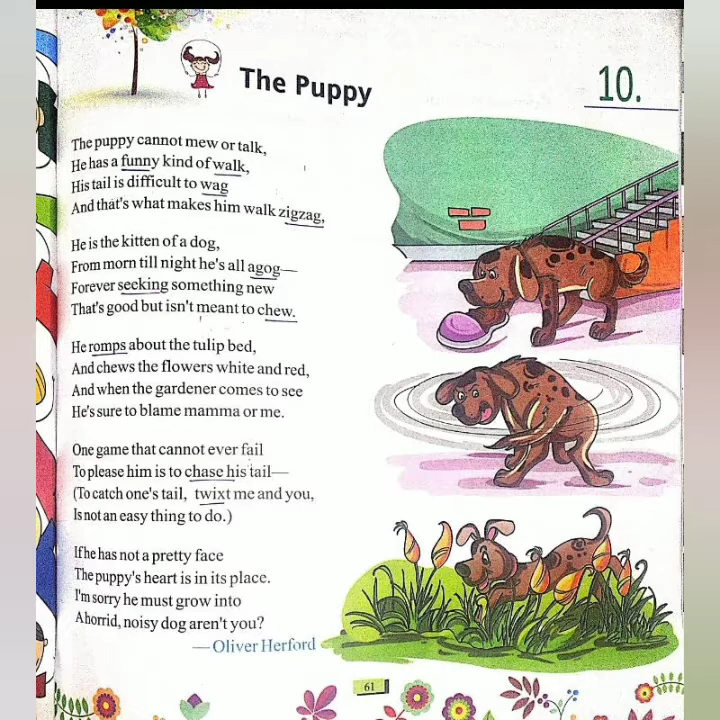 The Puppy
10.
The puppy cannot mew or talk,
He has a funny kind of walk,
His tail is difficult to wag
And that's what makes him walk zigzag,
He is the kitten of a dog,
From morn till night he's all agog—
Forever seeking something new
That's good but isn't meant to chew.
He romps about the tulip bed,
And chews the flowers white and red,
And when the gardener comes to see
He's sure to blame mamma or me.
One game that cannot ever fail
To please him is to chase his tail—
(To catch one's tail, twixt me and you,
Is not an easy thing to do.)
If he has not a pretty face
The puppy's heart is in its place.
I'm sorry he must grow into
A horrid, noisy dog aren't you?
— Oliver Herford
61